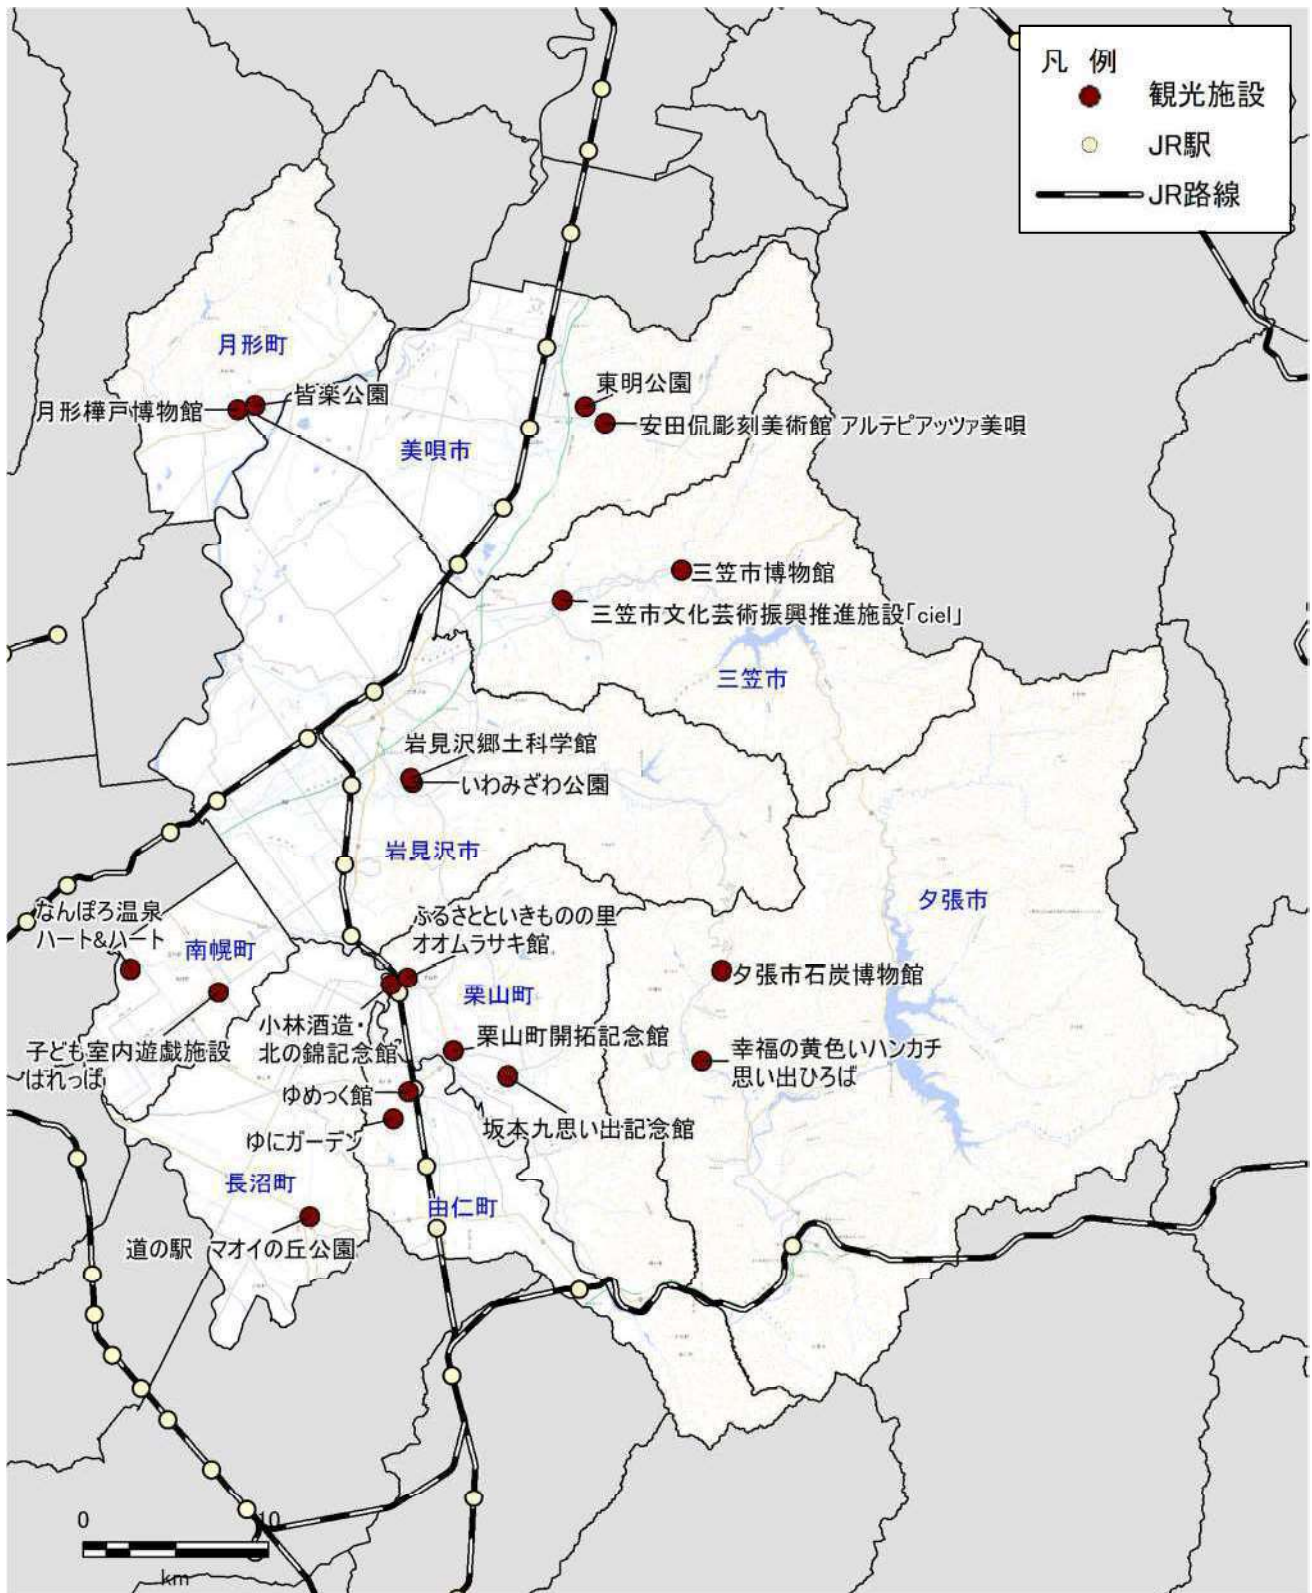 凡 例
観光施設
JR駅
JR路線
月形町
月形樺戸博物館
皆楽公園
東明公園
安田侃彫刻美術館 アルテピアッツァ美唄
美唄市
三笠市博物館
三笠市文化芸術振興推進施設「ciel」
三笠市
岩見沢郷土科学館
いわみざわ公園
岩見沢市
夕張市
なんぽろ温泉
ハート&ハート
南幌町
ふるさといきものの里
オオムラサキ館
栗山町
夕張市石炭博物館
小林酒造・
北の錦記念館
栗山町開拓記念館
子ども室内遊戯施設
はれっぱ
幸福の黄色いハンカチ
思い出ひろば
ゆめっく館
坂本九思い出記念館
ゆにガーデン
長沼町
由仁町
道の駅 マオイの丘公園
0
10
km